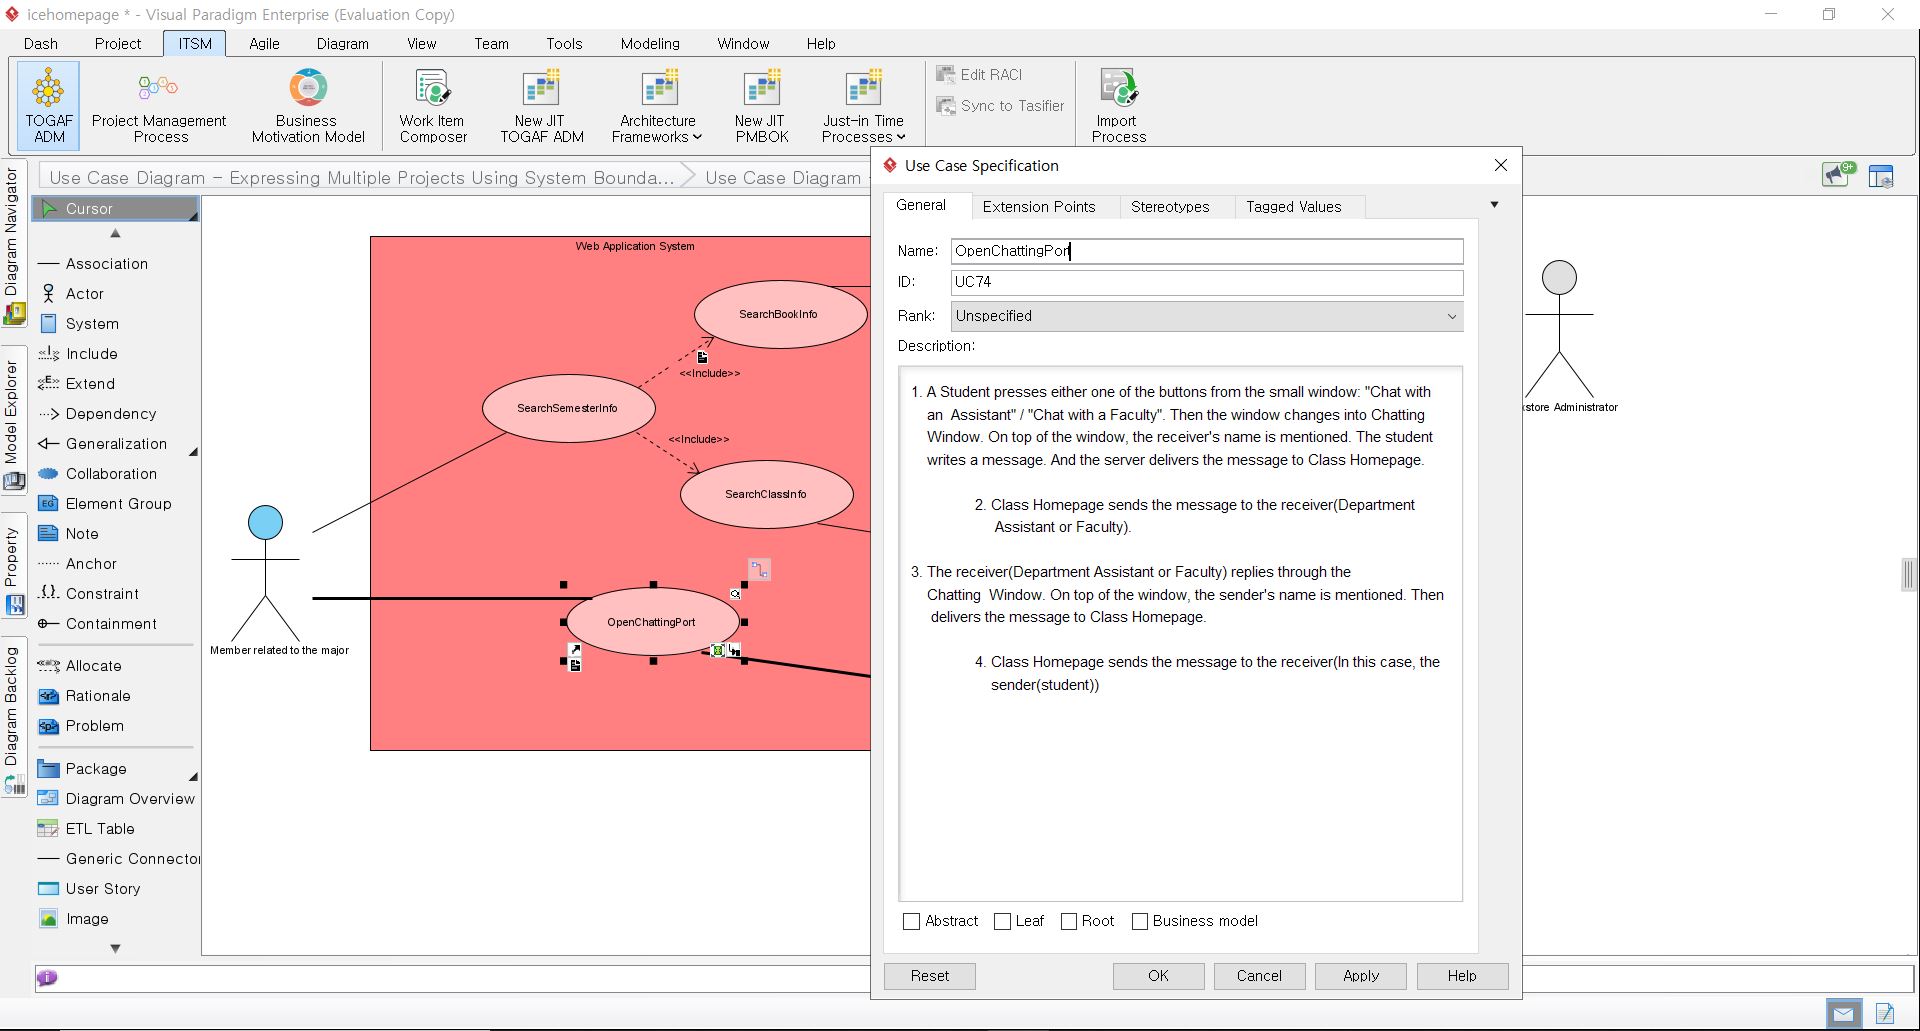 icehomepage * - Visual Paradigm Enterprise (Evaluation Copy)
Dash Project ITSM Agile Diagram View Team Tools Modeling Window Help
TOGAF ADM
Project Management Process
Business Motivation Model
Work Item Composer
New JIT TOGAF ADM
Architecture Frameworks
New JIT PMBOK
Just-in Time Processes
Edit RACI
Sync to Tasifier
Import Process
Use Case Diagram - Expressing Multiple Projects Using System Bounda...
Use Case Diagram
9+
Diagram Navigator
Model Explorer
Property
Diagram Backlog
Cursor
Association
Actor
System
Include
Extend
Dependency
Generalization
Collaboration
EG Element Group
Note
Anchor
Constraint
Containment
Allocate
Rationale
Problem
Package
Diagram Overview
ETL Table
Generic Connecto
User Story
Image
Web Application System
SearchBookInfo
<<Include>>
SearchSemesterInfo
<<Include>>
SearchClassInfo
OpenChattingPort
Member related to the major
store Administrator
Use Case Specification
General Extension Points Stereotypes Tagged Values
Name: OpenChattingPort
ID: UC74
Rank: Unspecified
Description:
1. A Student presses either one of the buttons from the small window: "Chat with
an Assistant" / "Chat with a Faculty". Then the window changes into Chatting
Window. On top of the window, the receiver's name is mentioned. The student
writes a message. And the server delivers the message to Class Homepage.
2. Class Homepage sends the message to the receiver(Department
Assistant or Faculty).
3. The receiver(Department Assistant or Faculty) replies through the
Chatting Window. On top of the window, the sender's name is mentioned. Then
delivers the message to Class Homepage.
4. Class Homepage sends the message to the receiver(In this case, the
sender(student))
Abstract Leaf Root Business model
Reset OK Cancel Apply Help